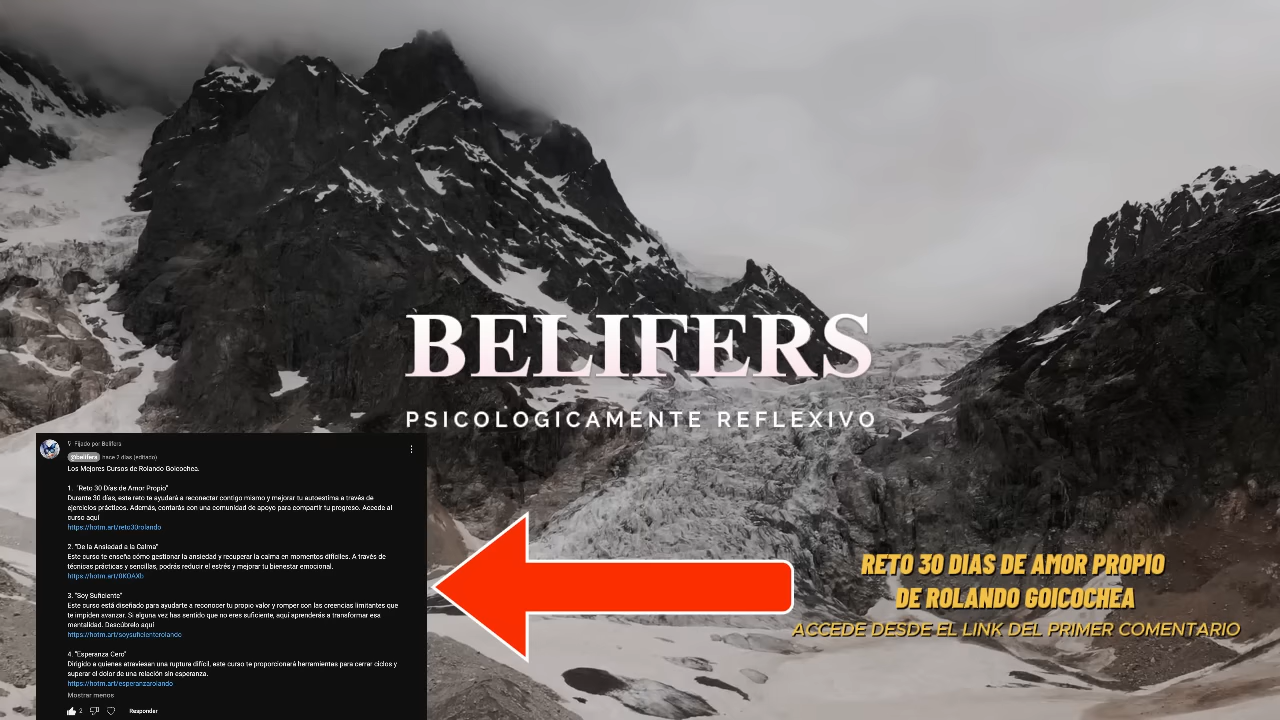 BELIFERS
PSICOLOGICAMENTE REFLEXIVO
Fijado por Belifers
@belifers hace 2 días (editado)
Los Mejores Cursos de Rolando Goicochea.
1. "Reto 30 Días de Amor Propio"
Durante 30 días, este reto te ayudará a reconectar contigo mismo y mejorar tu autoestima a través de
ejercicios prácticos. Además, contarás con una comunidad de apoyo para compartir tu progreso. Accede al
curso aquí
https://hotm.art/reto30rolando
2. "De la Ansiedad a la Calma"
Este curso te enseña cómo gestionar la ansiedad y recuperar la calma en momentos difíciles. A través de
técnicas prácticas y sencillas, podrás reducir el estrés y mejorar tu bienestar emocional.
https://hotm.art/0KOAXb
3. "Soy Suficiente"
Este curso está diseñado para ayudarte a reconocer tu propio valor y romper con las creencias limitantes que
te impiden avanzar. Si alguna vez has sentido que no eres suficiente, aquí aprenderás a transformar esa
mentalidad. Descúbrelo aquí
https://hotm.art/soysuficienterolando
4. "Esperanza Cero"
Dirigido a quienes atraviesan una ruptura difícil, este curso te proporcionará herramientas para cerrar ciclos y
superar el dolor de una relación sin esperanza.
https://hotm.art/esperanzarolando
Mostrar menos
2 Responder
RETO 30 DIAS DE AMOR PROPIO
DE ROLANDO GOICOCHEA
ACCEDE DESDE EL LINK DEL PRIMER COMENTARIO